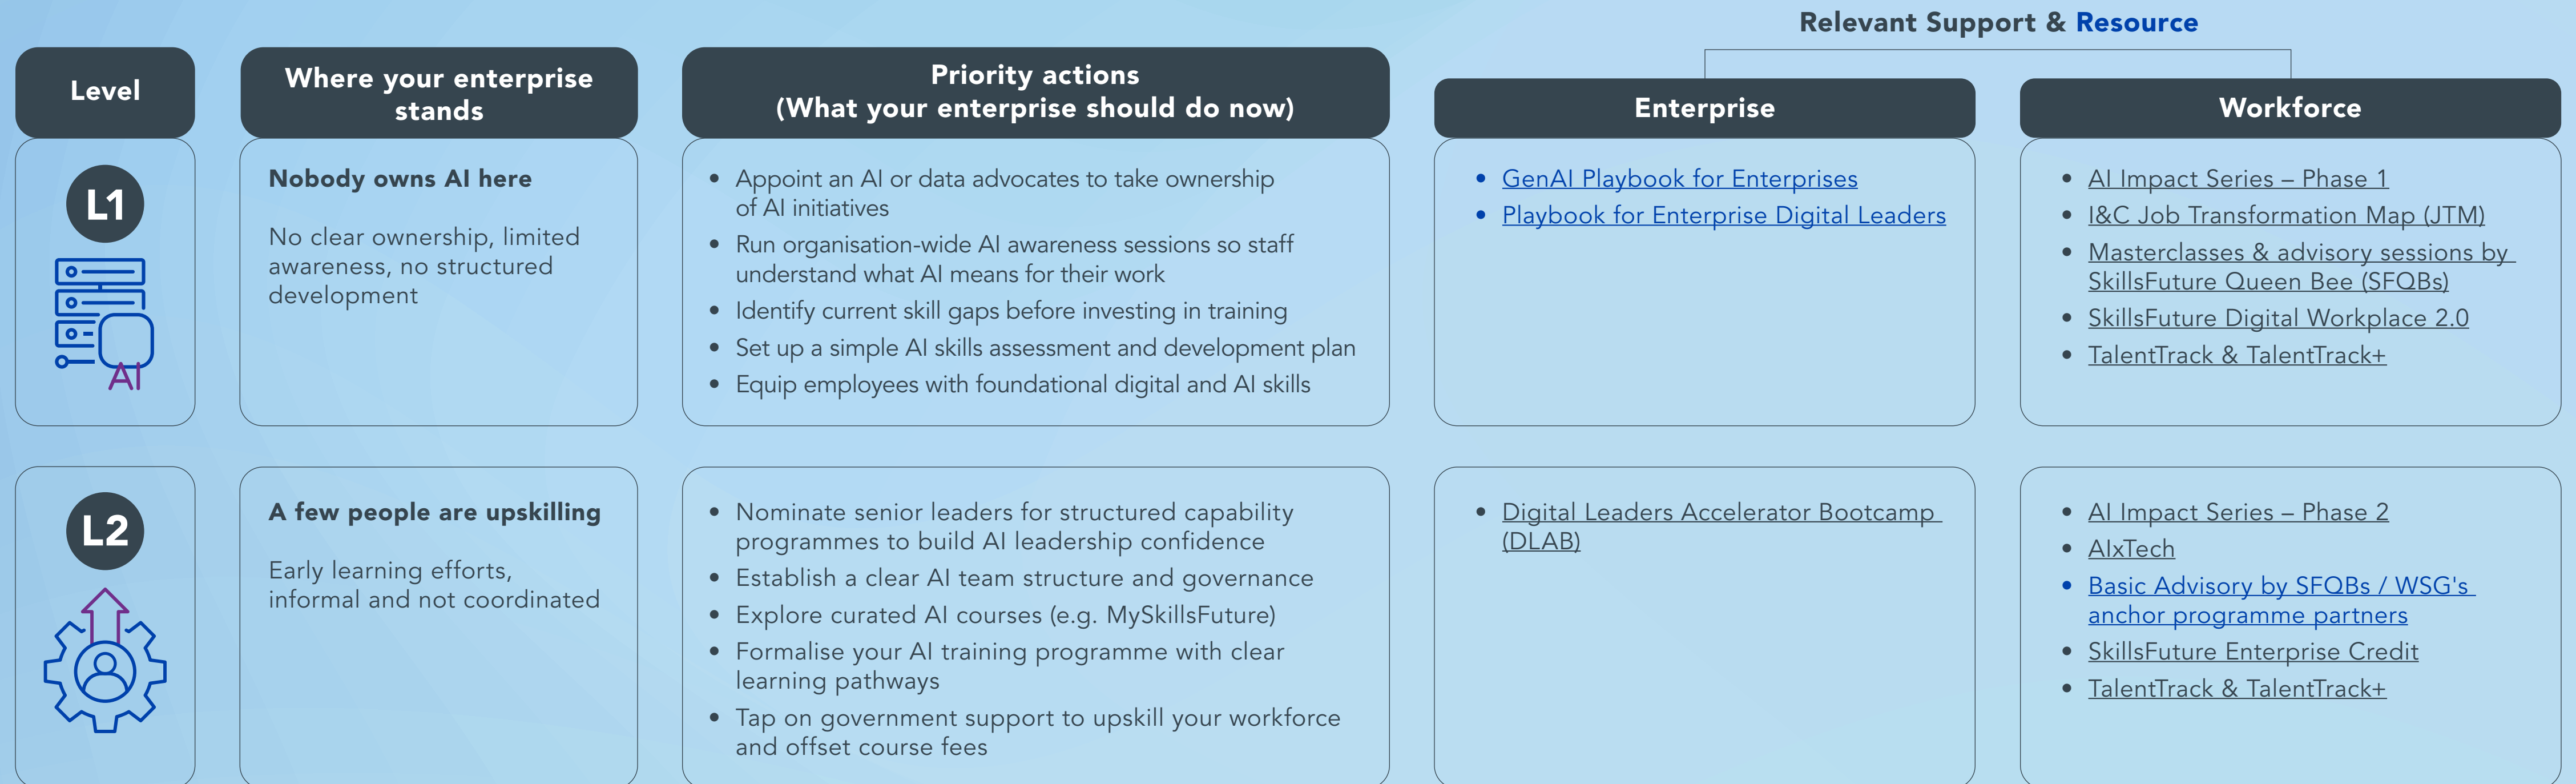 Relevant Support & Resource
Level
Where your enterprise
stands
Priority actions
(What your enterprise should do now)
Enterprise
Workforce
L1
AI
Nobody owns AI here
No clear ownership, limited
awareness, no structured
development
• Appoint an AI or data advocates to take ownership
of AI initiatives
• Run organisation-wide AI awareness sessions so staff
understand what AI means for their work
• Identify current skill gaps before investing in training
• Set up a simple AI skills assessment and development plan
• Equip employees with foundational digital and AI skills
• GenAI Playbook for Enterprises
• Playbook for Enterprise Digital Leaders
• AI Impact Series – Phase 1
• I&C Job Transformation Map (JTM)
• Masterclasses & advisory sessions by
SkillsFuture Queen Bee (SFQBs)
• SkillsFuture Digital Workplace 2.0
• TalentTrack & TalentTrack+
L2
A few people are upskilling
Early learning efforts,
informal and not coordinated
• Nominate senior leaders for structured capability
programmes to build AI leadership confidence
• Establish a clear AI team structure and governance
• Explore curated AI courses (e.g. MySkillsFuture)
• Formalise your AI training programme with clear
learning pathways
• Tap on government support to upskill your workforce
and offset course fees
• Digital Leaders Accelerator Bootcamp
(DLAB)
• AI Impact Series – Phase 2
• AIxTech
• Basic Advisory by SFQBs / WSG's
anchor programme partners
• SkillsFuture Enterprise Credit
• TalentTrack & TalentTrack+